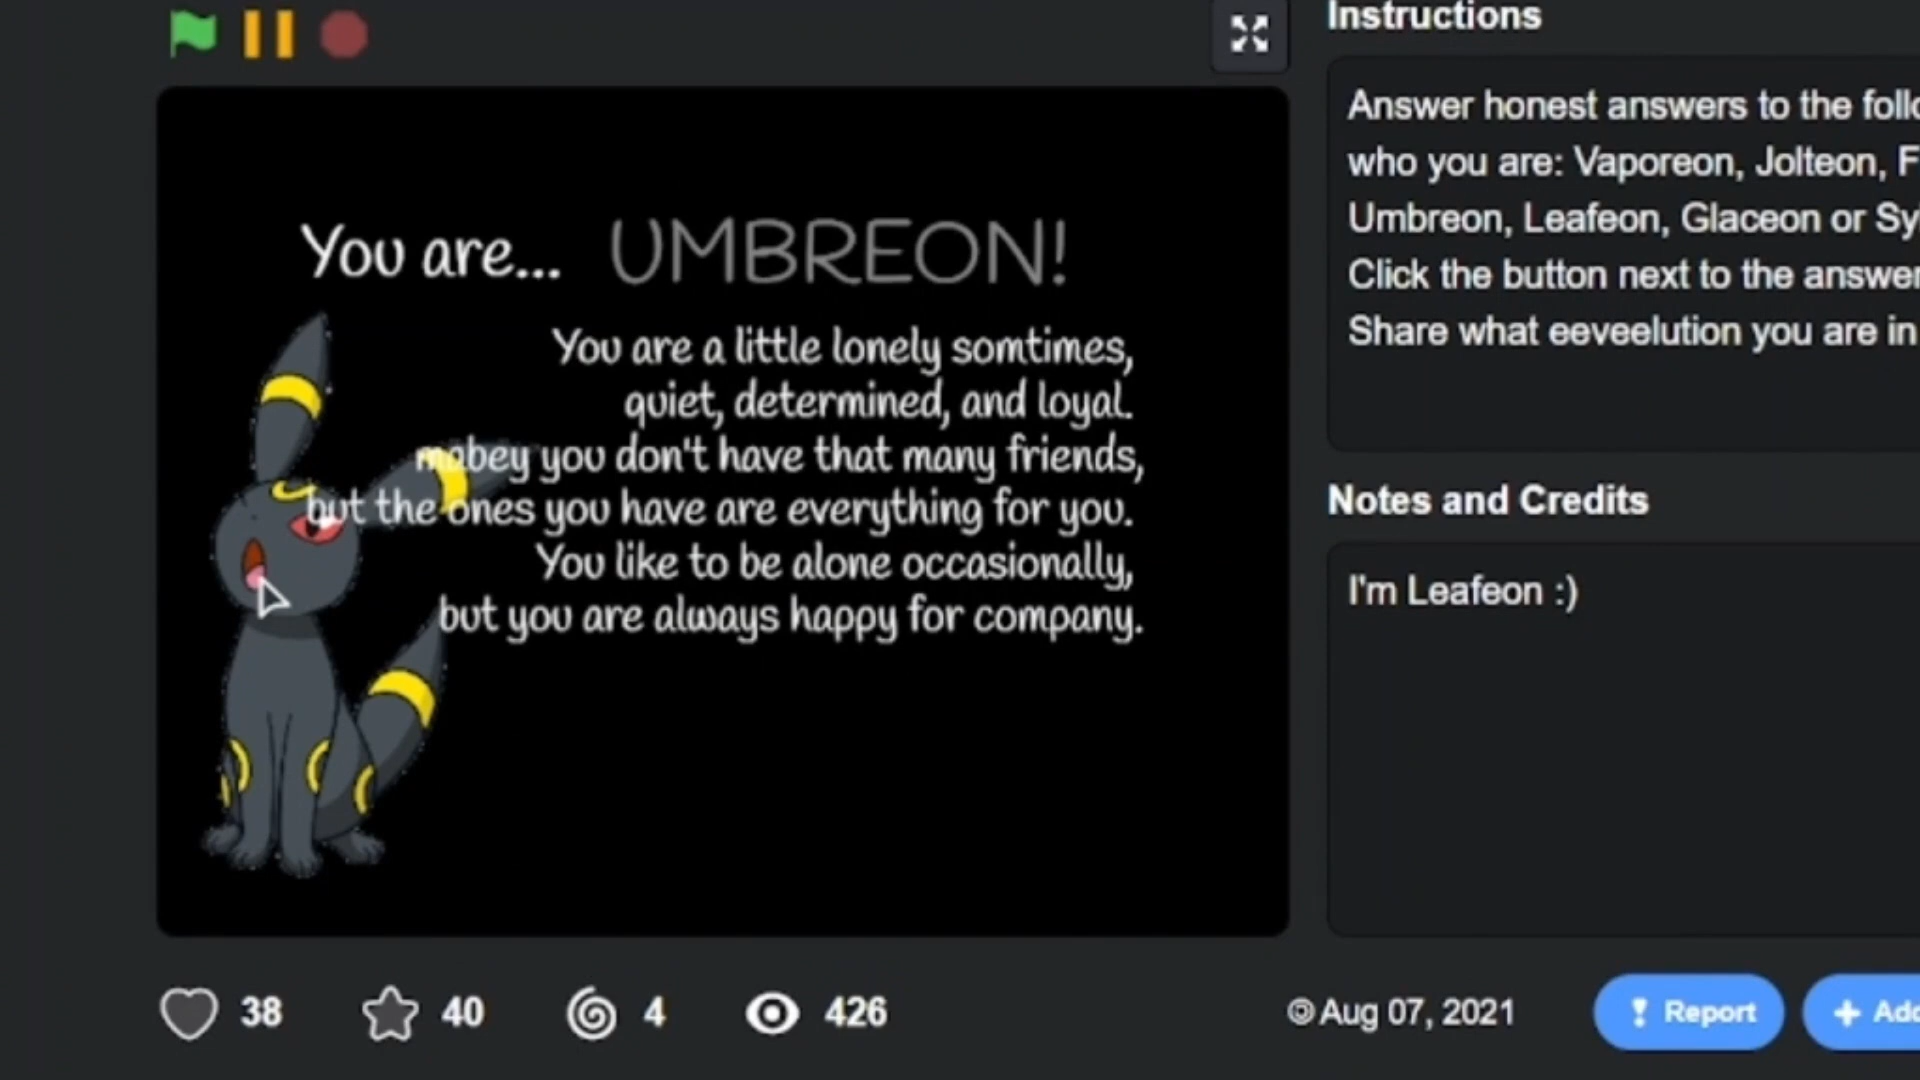 Instructions
Answer honest answers to the
who you are: Vaporeon, Jolteon,
Umbreon, Leafeon, Glaceon or
Click the button next to the
Share what eeveelution you are in
You are... UMBREON!
You are a little lonely somtimes,
quiet, determined, and loyal.
mabey you don't have that many friends,
but the ones you have are everything for you.
You like to be alone occasionally,
but you are always happy for company.
Notes and Credits
I'm Leafeon :)
38
40
4
426
© Aug 07, 2021
Report